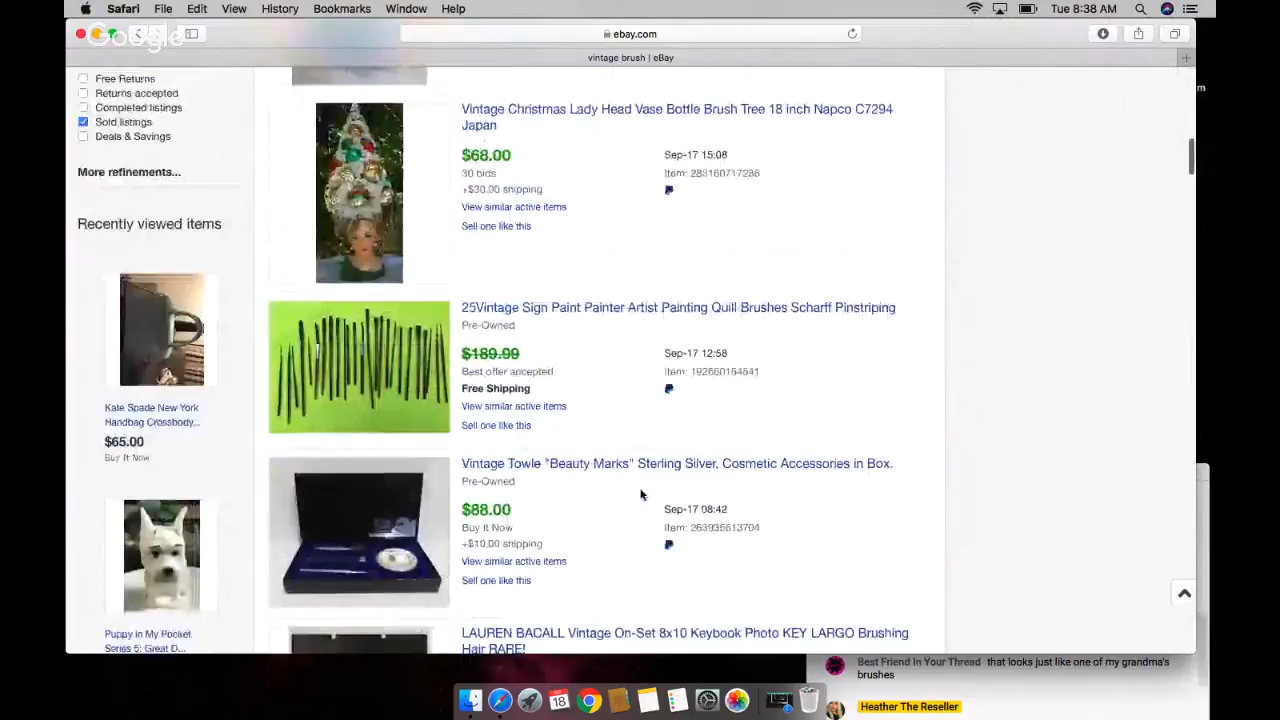 Safari File Edit View History Bookmarks Window Help
Tue 8:38 AM
Google
ebay.com
vintage brush | eBay
Free Returns
Returns accepted
Completed listings
Sold listings
Deals & Savings
More refinements...
Recently viewed items
Kate Spade New York
Handbag Crossbody...
$65.00
Buy It Now
Puppy in My Pocket
Series 5: Great D...
Vintage Christmas Lady Head Vase Bottle Brush Tree 18 inch Napco C7294
Japan
$68.00
Sep-17 15:08
30 bids
+$30.00 shipping
View similar active items
Sell one like this
25Vintage Sign Paint Painter Artist Painting Quill Brushes Scharff Pinstriping
Pre-Owned
$189.99
Sep-17 12:58
Best offer accepted
Free Shipping
View similar active items
Sell one like this
Vintage Towle "Beauty Marks" Sterling Silver, Cosmetic Accessories in Box.
Pre-Owned
$88.00
Sep-17 08:42
Buy It Now
Item: 263935613704
+$10.00 shipping
View similar active items
Sell one like this
LAUREN BACALL Vintage On-Set 8x10 Keybook Photo KEY LARGO Brushing
Hair RARE!
Best Friend In Your Thread that looks just like one of my grandma's
brushes
Heather The Reseller
18